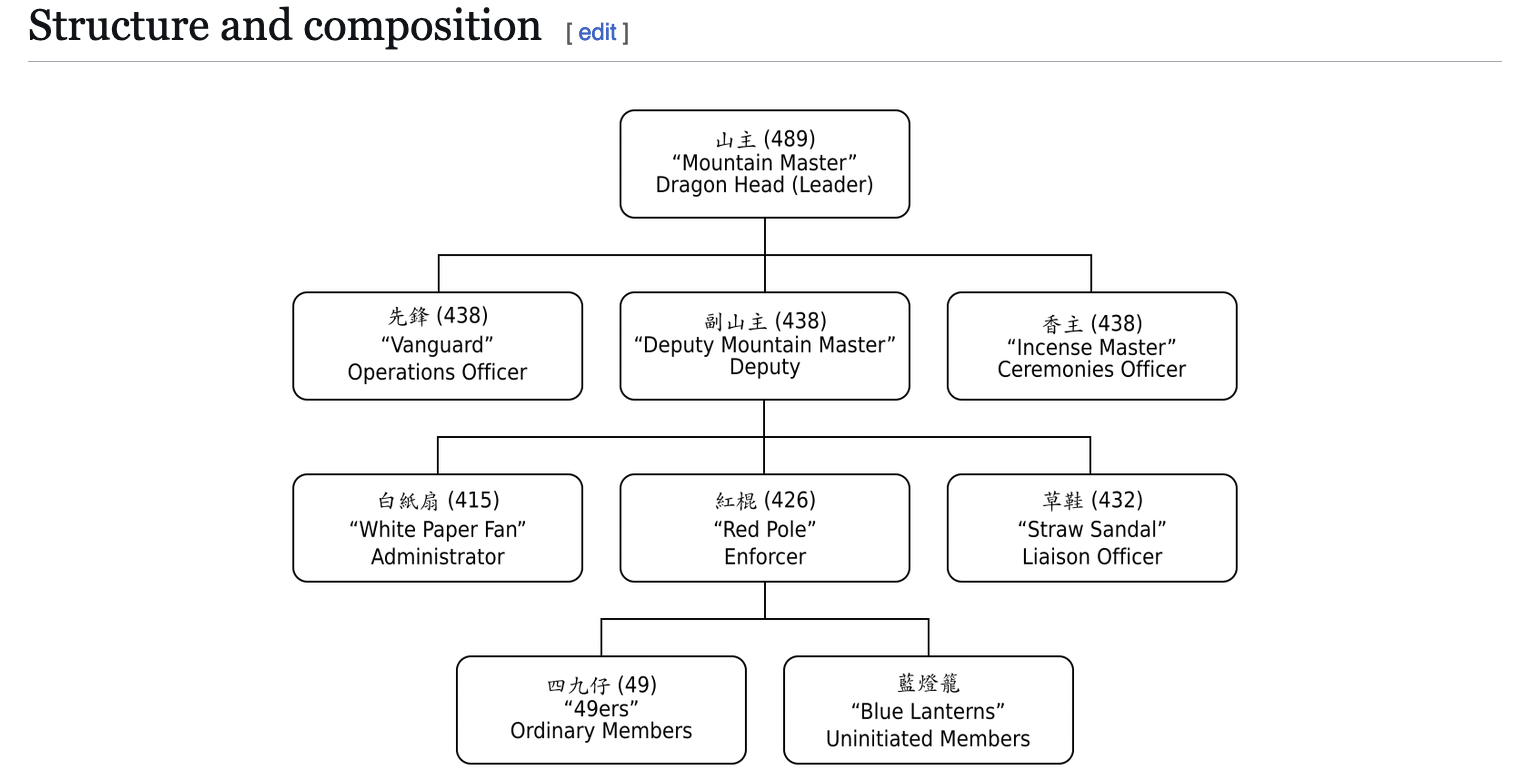 Structure and composition [ edit ]
山主 (489)
“Mountain Master”
Dragon Head (Leader)
先鋒 (438)
“Vanguard”
Operations Officer
副山主 (438)
“Deputy Mountain Master”
Deputy
香主 (438)
“Incense Master”
Ceremonies Officer
白紙扇 (415)
“White Paper Fan”
Administrator
紅棍 (426)
“Red Pole”
Enforcer
草鞋 (432)
“Straw Sandal”
Liaison Officer
四九仔 (49)
“49ers”
Ordinary Members
藍燈籠
“Blue Lanterns”
Uninitiated Members